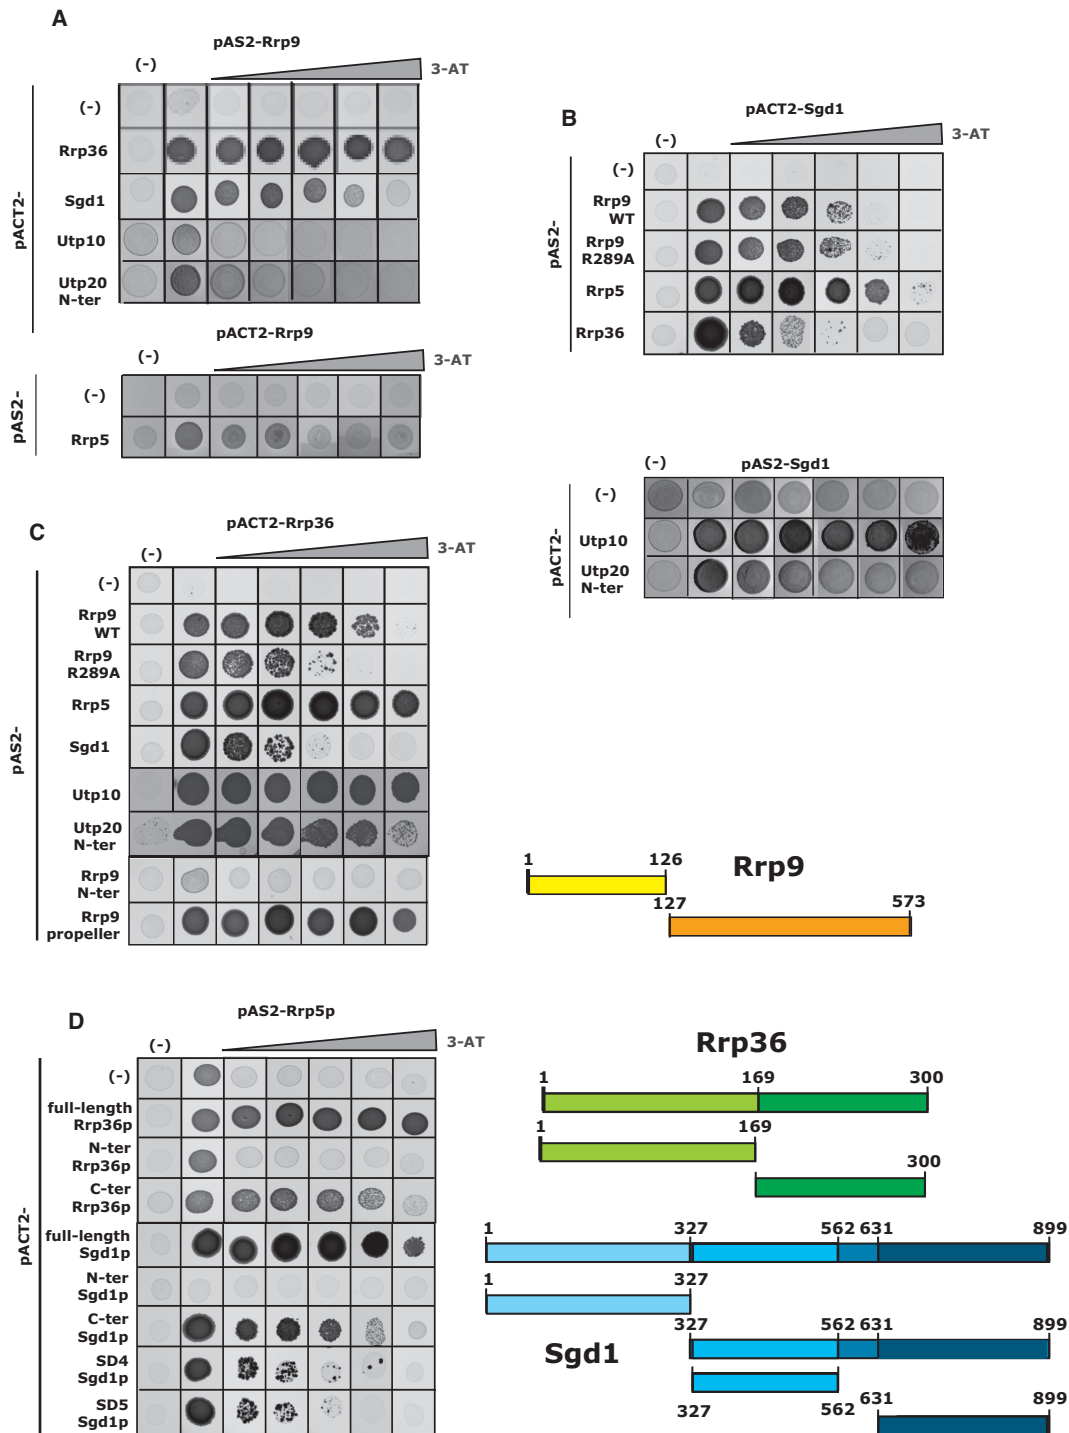 A
pAS2-Rrp9
(-)
3-AT
pACT2-
(-)
Rrp36
Sgd1
Utp10
Utp20
N-ter
pACT2-Rrp9
(-)
3-AT
pAS2-
(-)
Rrp5
B
pACT2-Sgd1
(-)
3-AT
pAS2-
(-)
Rrp9
WT
Rrp9
R289A
Rrp5
Rrp36
(-)
pAS2-Sgd1
pACT2-
(-)
Utp10
Utp20
N-ter
C
pACT2-Rrp36
(-)
3-AT
pAS2-
(-)
Rrp9
WT
Rrp9
R289A
Rrp5
Sgd1
Utp10
Utp20
N-ter
Rrp9
N-ter
Rrp9
propeller
Rrp9
1 126
127 573
D
pAS2-Rrp5p
(-)
3-AT
pACT2-
(-)
full-length
Rrp36p
N-ter
Rrp36p
C-ter
Rrp36p
full-length
Sgd1p
N-ter
Sgd1p
C-ter
Sgd1p
SD4
Sgd1p
SD5
Sgd1p
Rrp36
1 169 300
1 169
300
1 327 562 631 899
327
Sgd1
327 562 631 899
327 562 631 899